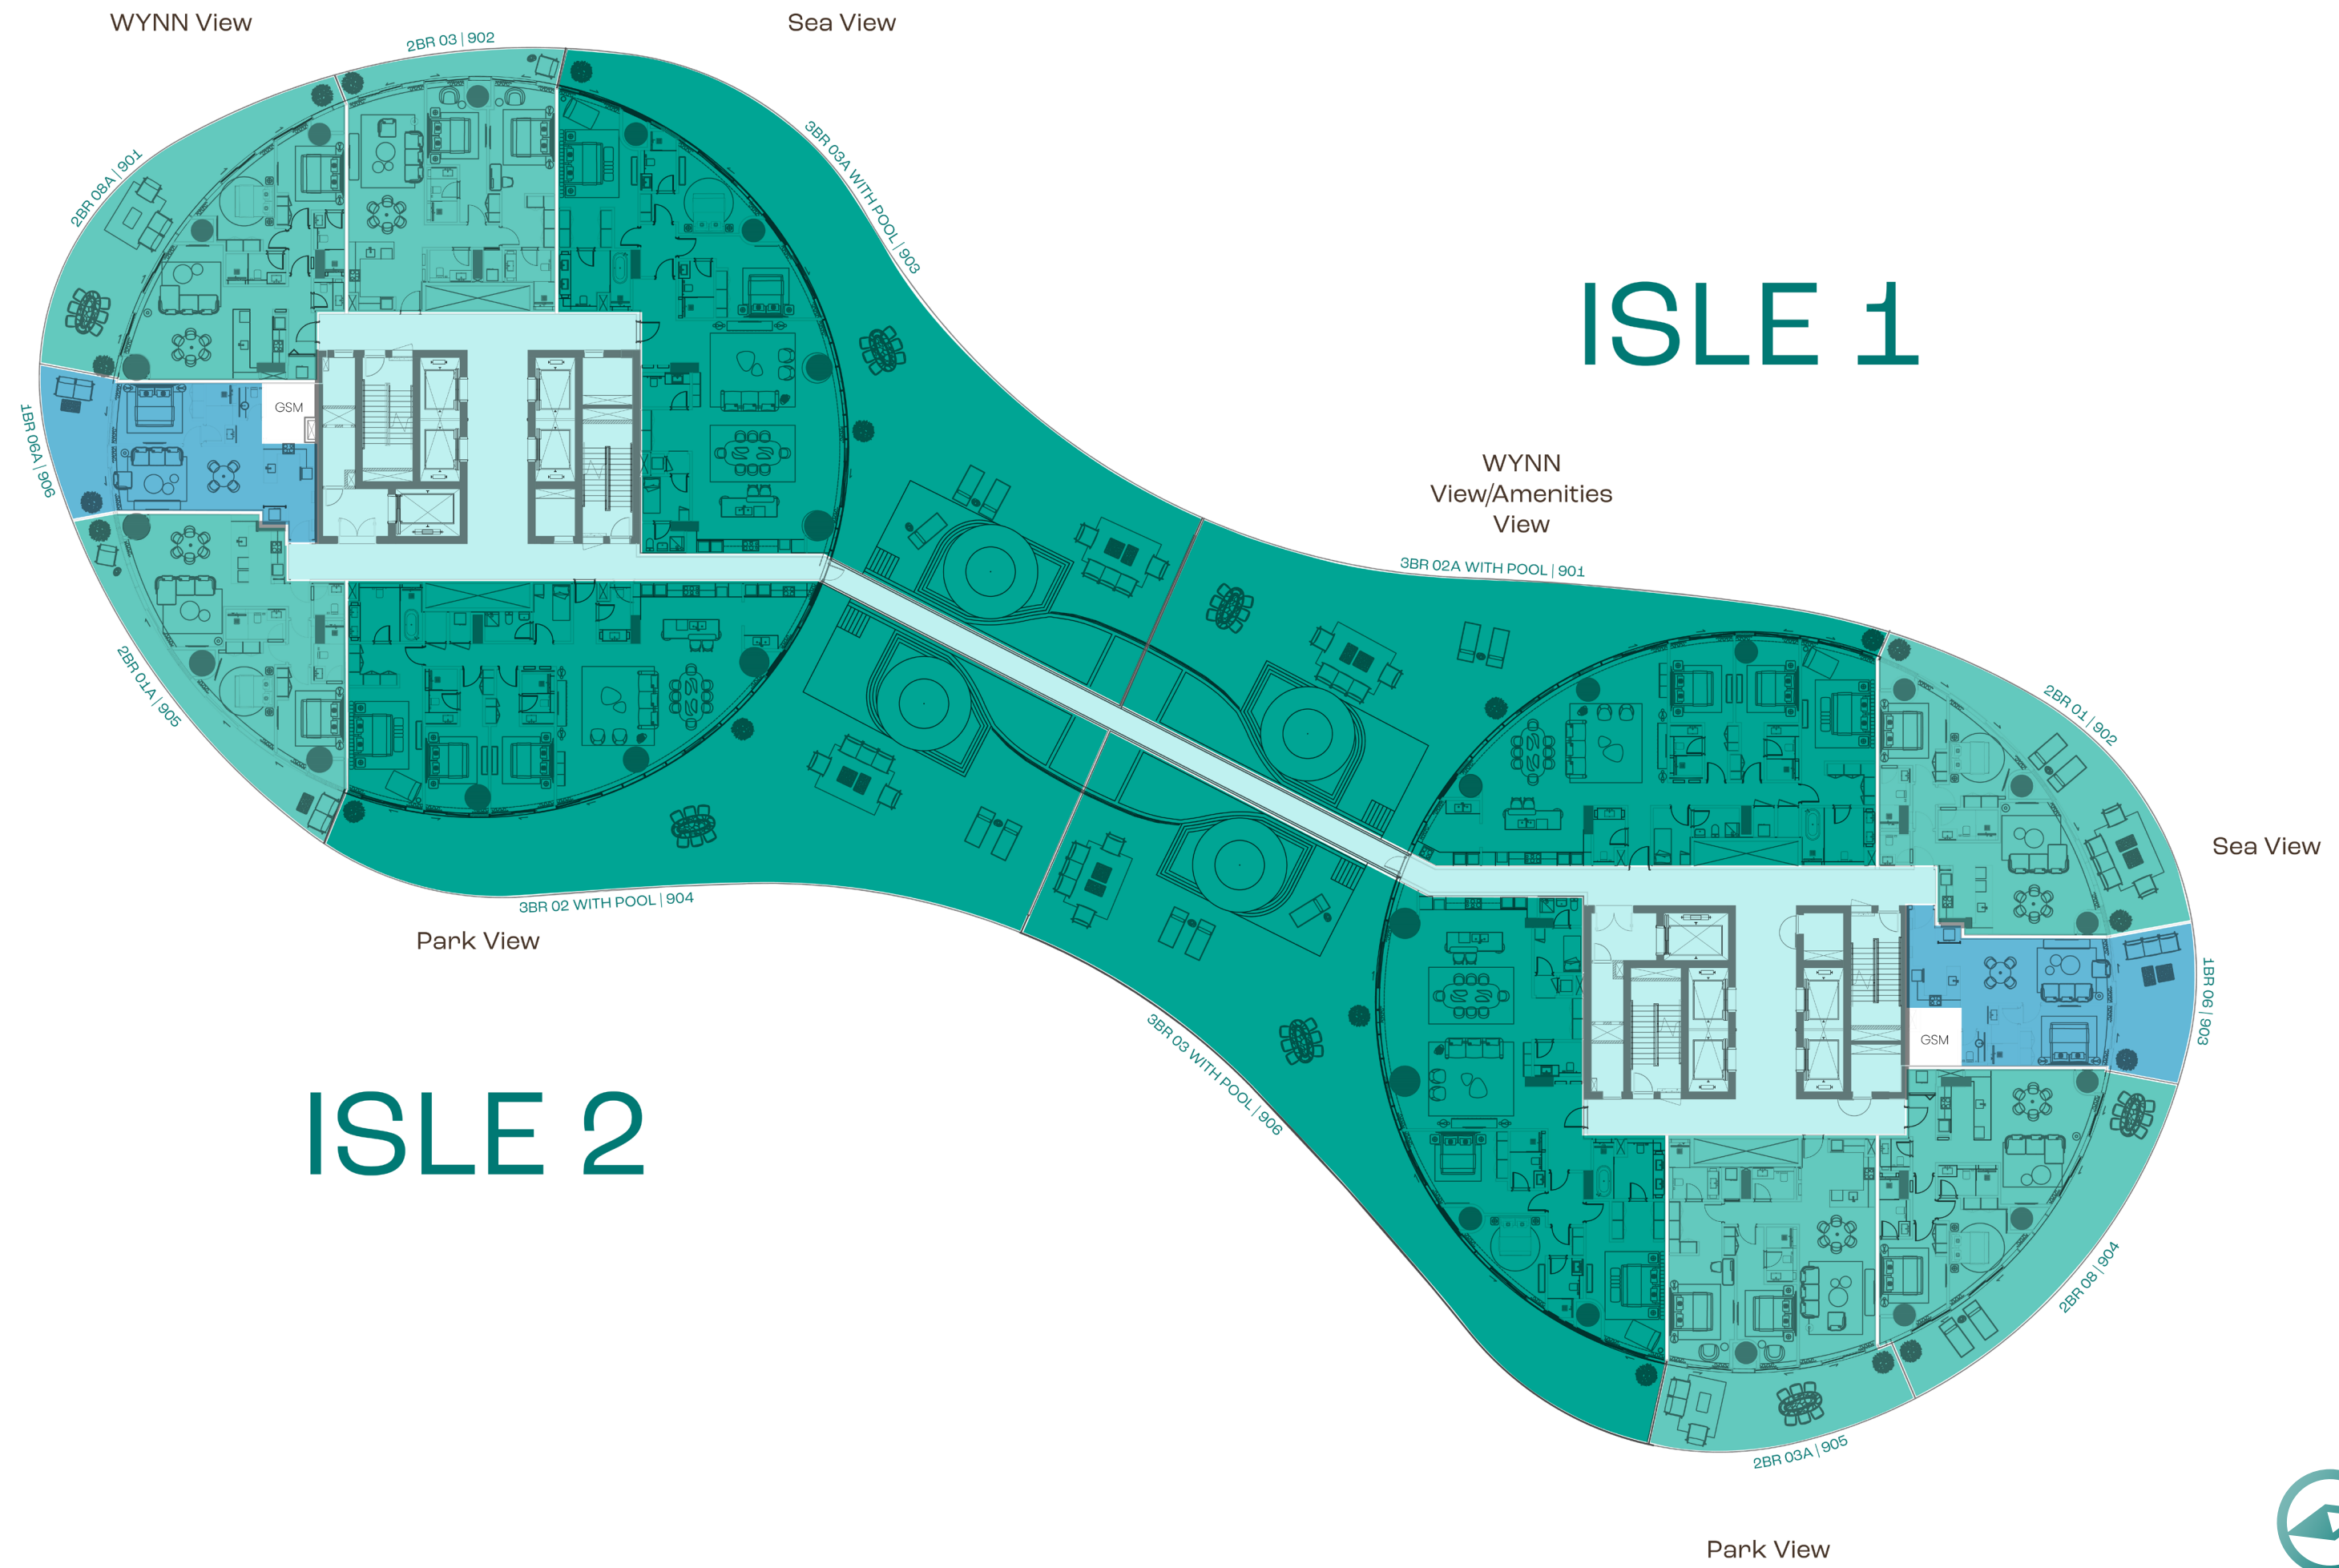 WYNN View
Sea View
2BR 03 | 902
2BR 08A | 901
3BR 03A WITH POOL | 903
ISLE 1
GSM
1BR 06A | 906
WYNN
View/Amenities
View
3BR 02A WITH POOL | 901
2BR 01A | 905
2BR 01 | 902
Sea View
3BR 02 WITH POOL | 904
Park View
1BR 06 | 903
GSM
3BR 03 WITH POOL | 906
ISLE 2
2BR 08 | 904
2BR 03A | 905
Park View